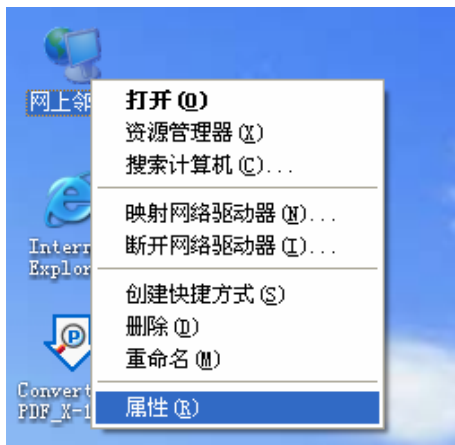 网上邻
打开(O)
资源管理器(X)
搜索计算机(C)...
映射网络驱动器(N)...
断开网络驱动器(I)...
创建快捷方式(S)
删除(D)
重命名(M)
属性(R)
Intern
Explor
P
Convert
PDF_X-1